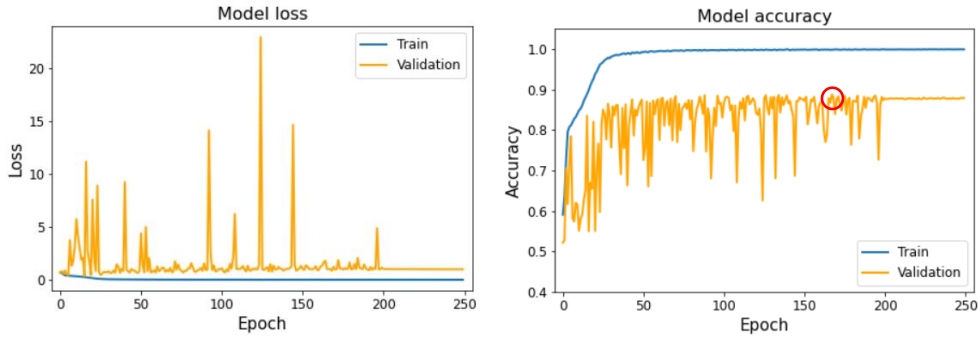 Model loss
Loss
20
15
10
5
0
Train
Validation
0 50 100 150 200 250
Epoch
Model accuracy
Accuracy
1.0
0.9
0.8
0.7
0.6
0.5
0.4
Train
Validation
0 50 100 150 200 250
Epoch